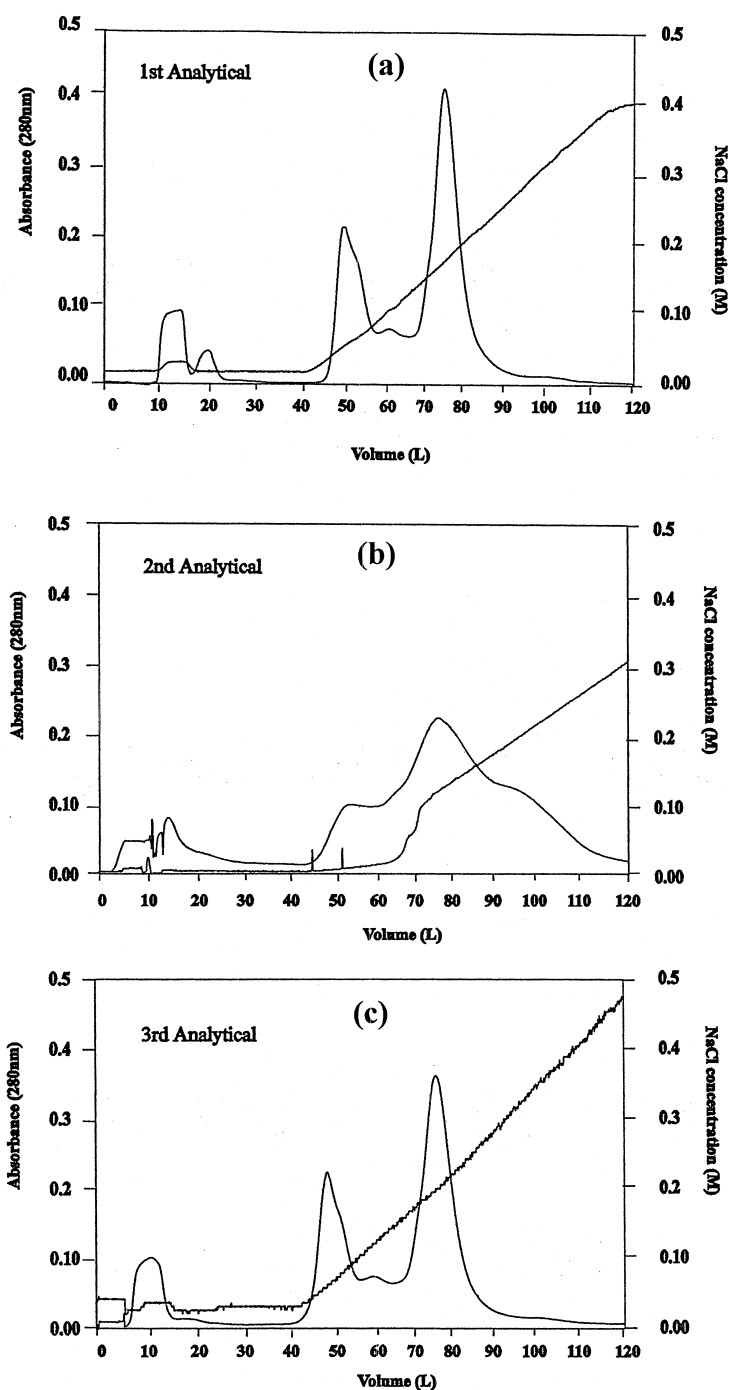 (a)
1st Analytical
Absorbance (280nm)
0.5
0.4
0.3
0.2
0.10
0.00
NaCl concentration (M)
0.5
0.4
0.3
0.2
0.10
0.00
0 10 20 30 40 50 60 70 80 90 100 110 120
Volume (L)
(b)
2nd Analytical
Absorbance (280nm)
0.5
0.4
0.3
0.2
0.10
0.00
NaCl concentration (M)
0.5
0.4
0.3
0.2
0.10
0.00
0 10 20 30 40 50 60 70 80 90 100 110 120
Volume (L)
(c)
3rd Analytical
Absorbance (280nm)
0.5
0.4
0.3
0.2
0.10
0.00
NaCl concentration (M)
0.5
0.4
0.3
0.2
0.10
0.00
0 10 20 30 40 50 60 70 80 90 100 110 120
Volume (L)